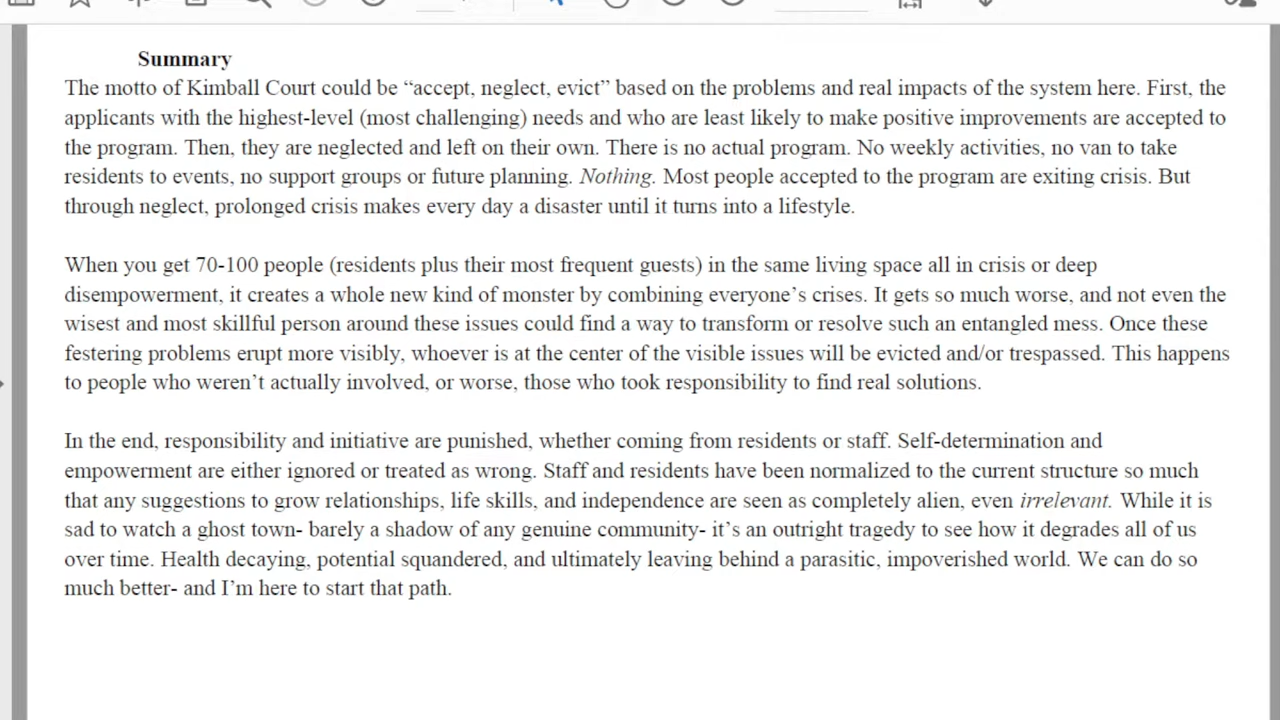 Summary
The motto of Kimball Court could be “accept, neglect, evict” based on the problems and real impacts of the system here. First, the
applicants with the highest-level (most challenging) needs and who are least likely to make positive improvements are accepted to
the program. Then, they are neglected and left on their own. There is no actual program. No weekly activities, no van to take
residents to events, no support groups or future planning. Nothing. Most people accepted to the program are exiting crisis. But
through neglect, prolonged crisis makes every day a disaster until it turns into a lifestyle.
When you get 70-100 people (residents plus their most frequent guests) in the same living space all in crisis or deep
disempowerment, it creates a whole new kind of monster by combining everyone’s crises. It gets so much worse, and not even the
wisest and most skillful person around these issues could find a way to transform or resolve such an entangled mess. Once these
festering problems erupt more visibly, whoever is at the center of the visible issues will be evicted and/or trespassed. This happens
to people who weren’t actually involved, or worse, those who took responsibility to find real solutions.
In the end, responsibility and initiative are punished, whether coming from residents or staff. Self-determination and
empowerment are either ignored or treated as wrong. Staff and residents have been normalized to the current structure so much
that any suggestions to grow relationships, life skills, and independence are seen as completely alien, even irrelevant. While it is
sad to watch a ghost town- barely a shadow of any genuine community- it’s an outright tragedy to see how it degrades all of us
over time. Health decaying, potential squandered, and ultimately leaving behind a parasitic, impoverished world. We can do so
much better- and I’m here to start that path.